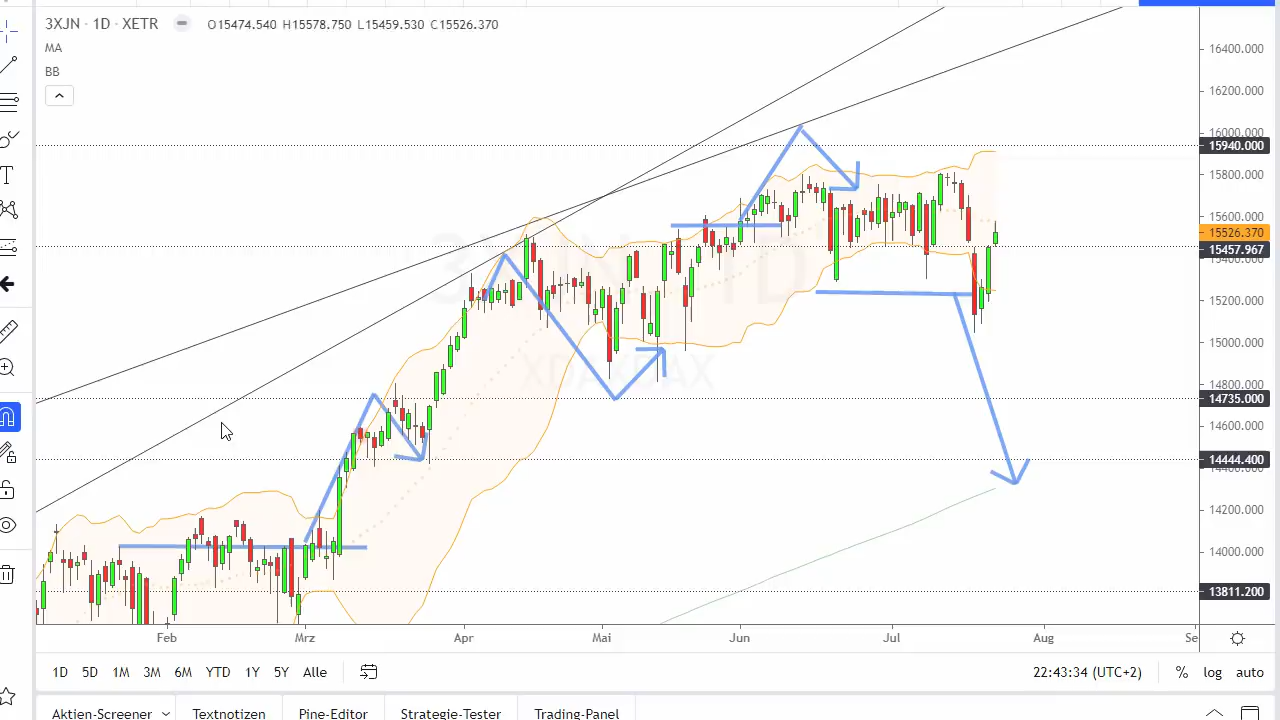 3XJN · 1D · XETR O15474.540 H15578.750 L15459.530 C15526.370
MA
BB
T
16400.000
16200.000
16000.000
15940.000
15800.000
15600.000
15526.370
15457.967
15400.000
15200.000
15000.000
14800.000
14735.000
14600.000
14444.400
14400.000
14200.000
14000.000
13811.200
Feb Mrz Apr Mai Jun Jul Aug Se
1D 5D 1M 3M 6M YTD 1Y 5Y Alle 22:43:34 (UTC+2) % log auto
Aktien-Screener Textnotizen Pine-Editor Strategie-Tester Trading-Panel